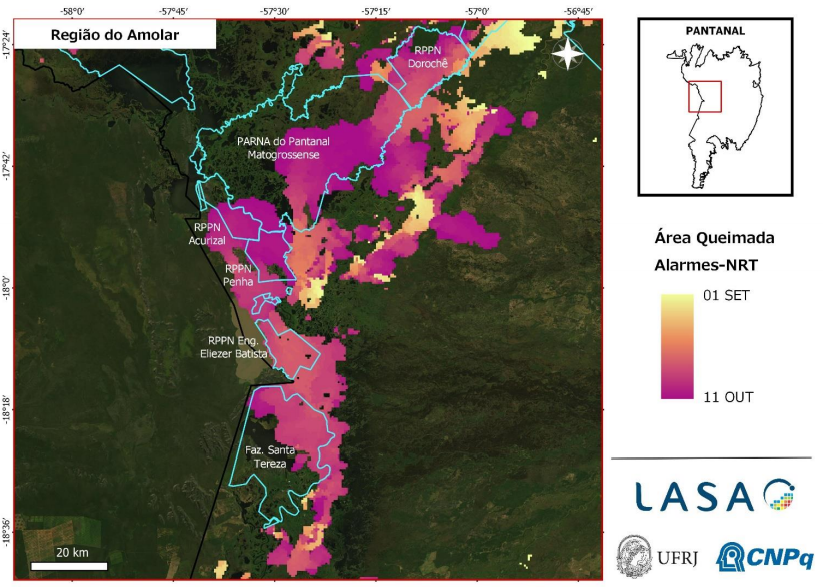 -58°0'
-57°45'
-57°30'
-57°15'
-57°0'
-56°45'
Região do Amolar
-17°24'
-17°42'
-18°0'
-18°18'
-18°36'
RPPN
Dorochê
PARNA do Pantanal
Matogrossense
RPPN
Acurizal
RPPN
Penha
RPPN Eng.
Eliezer Batista
Faz. Santa
Tereza
20 km
PANTANAL
Área Queimada
Alarmes-NRT
01 SET
11 OUT
LASA
UFRJ
CNPq